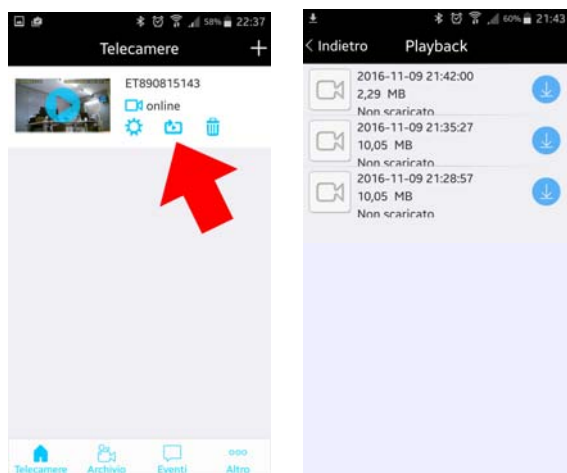 58% 22:37
Telecamere +
ET890815143
online
Telecamere Archivio Eventi Altro
60% 21:43
< Indietro Playback
2016-11-09 21:42:00
2,29 MB
Non scaricato
2016-11-09 21:35:27
10,05 MB
Non scaricato
2016-11-09 21:28:57
10,05 MB
Non scaricato